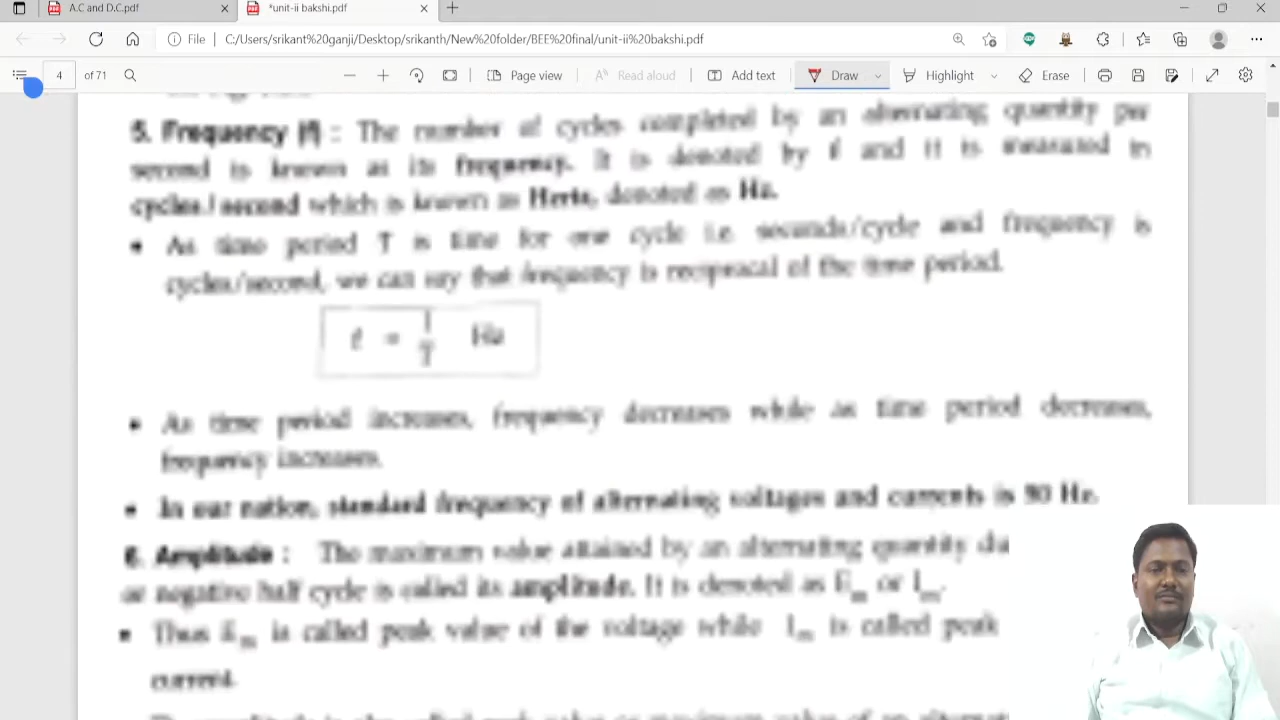 A.C and D.C.pdf
*unit-ii bakshi.pdf
File C:/Users/srikant%20ganji/Desktop/srikanth/New%20folder/BEE%20final/unit-ii%20bakshi.pdf
4 of 71 Page view Read aloud Add text Draw Highlight Erase
5. Frequency (f) : The number of cycles completed by an alternating quantity per
second is known as its frequency. It is denoted by f and it is measured in
cycles / second which is known as Hertz, denoted as Hz.
• As time period T is time for one cycle i.e. seconds/cycle and frequency is
cycles/second, we can say that frequency is reciprocal of the time period.
f = 1/T Hz
• As time period increases, frequency decreases while as time period decreases,
frequency increases.
• In our nation, standard frequency of alternating voltages and currents is 50 Hz.
6. Amplitude : The maximum value attained by an alternating quantity du
or negative half cycle is called its amplitude. It is denoted as Em or Im.
• Thus Em is called peak value of the voltage while Im is called peak
current.